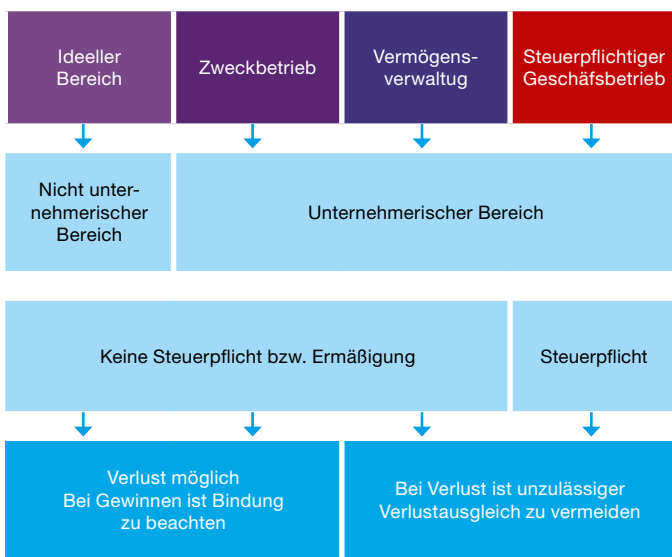 Ideeller
Bereich
Zweckbetrieb
Vermögens-
verwaltug
Steuerpflichtiger
Geschäfsbetrieb
Nicht unter-
nehmerischer
Bereich
Unternehmerischer Bereich
Keine Steuerpflicht bzw. Ermäßigung
Steuerpflicht
Verlust möglich
Bei Gewinnen ist Bindung
zu beachten
Bei Verlust ist unzulässiger
Verlustausgleich zu vermeiden